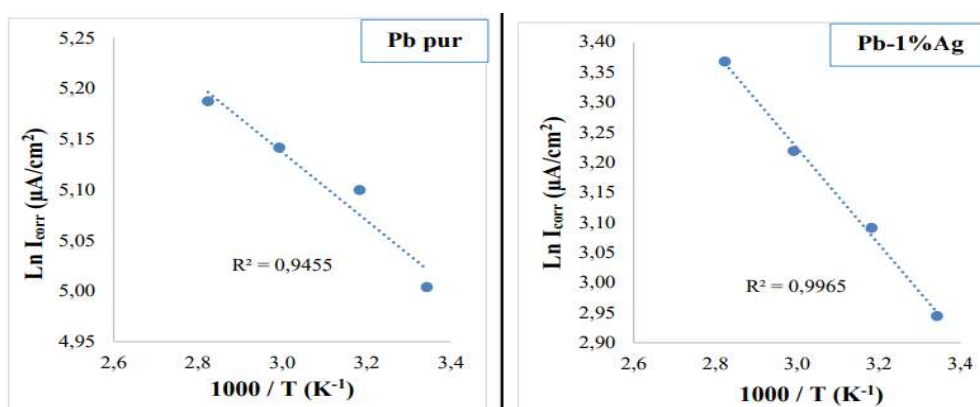 Pb pur
5,25
5,20
5,15
5,10
5,05
5,00
4,95
Ln Icorr (µA/cm²)
R² = 0,9455
2,6 2,8 3,0 3,2 3,4
1000 / T (K⁻¹)
Pb-1%Ag
3,40
3,35
3,30
3,25
3,20
3,15
3,10
3,05
3,00
2,95
2,90
Ln Icorr (µA/cm²)
R² = 0,9965
2,6 2,8 3,0 3,2 3,4
1000 / T (K⁻¹)